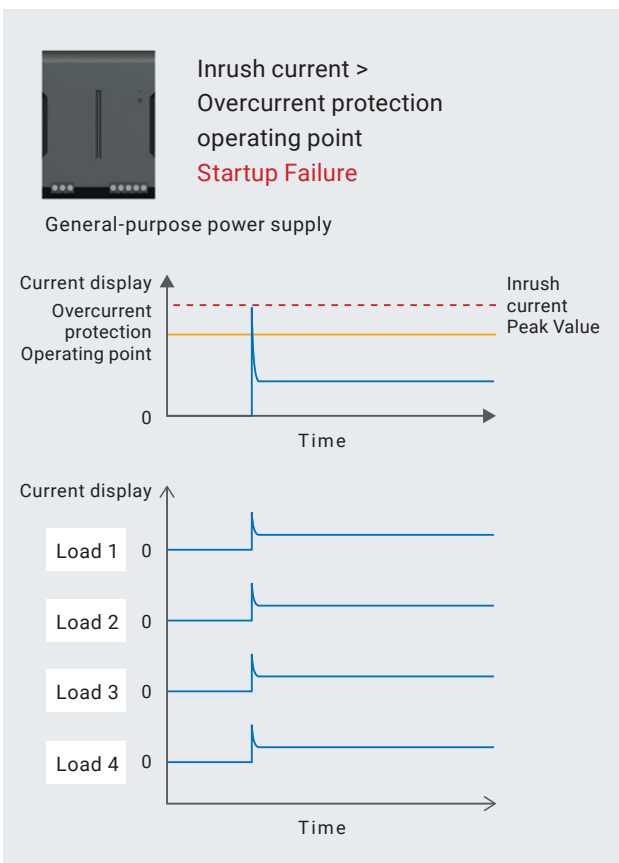 Inrush current >
Overcurrent protection
operating point
Startup Failure
General-purpose power supply
Current display
Overcurrent
protection
Operating point
0
Inrush
current
Peak Value
Time
Current display
Load 1 0
Load 2 0
Load 3 0
Load 4 0
Time